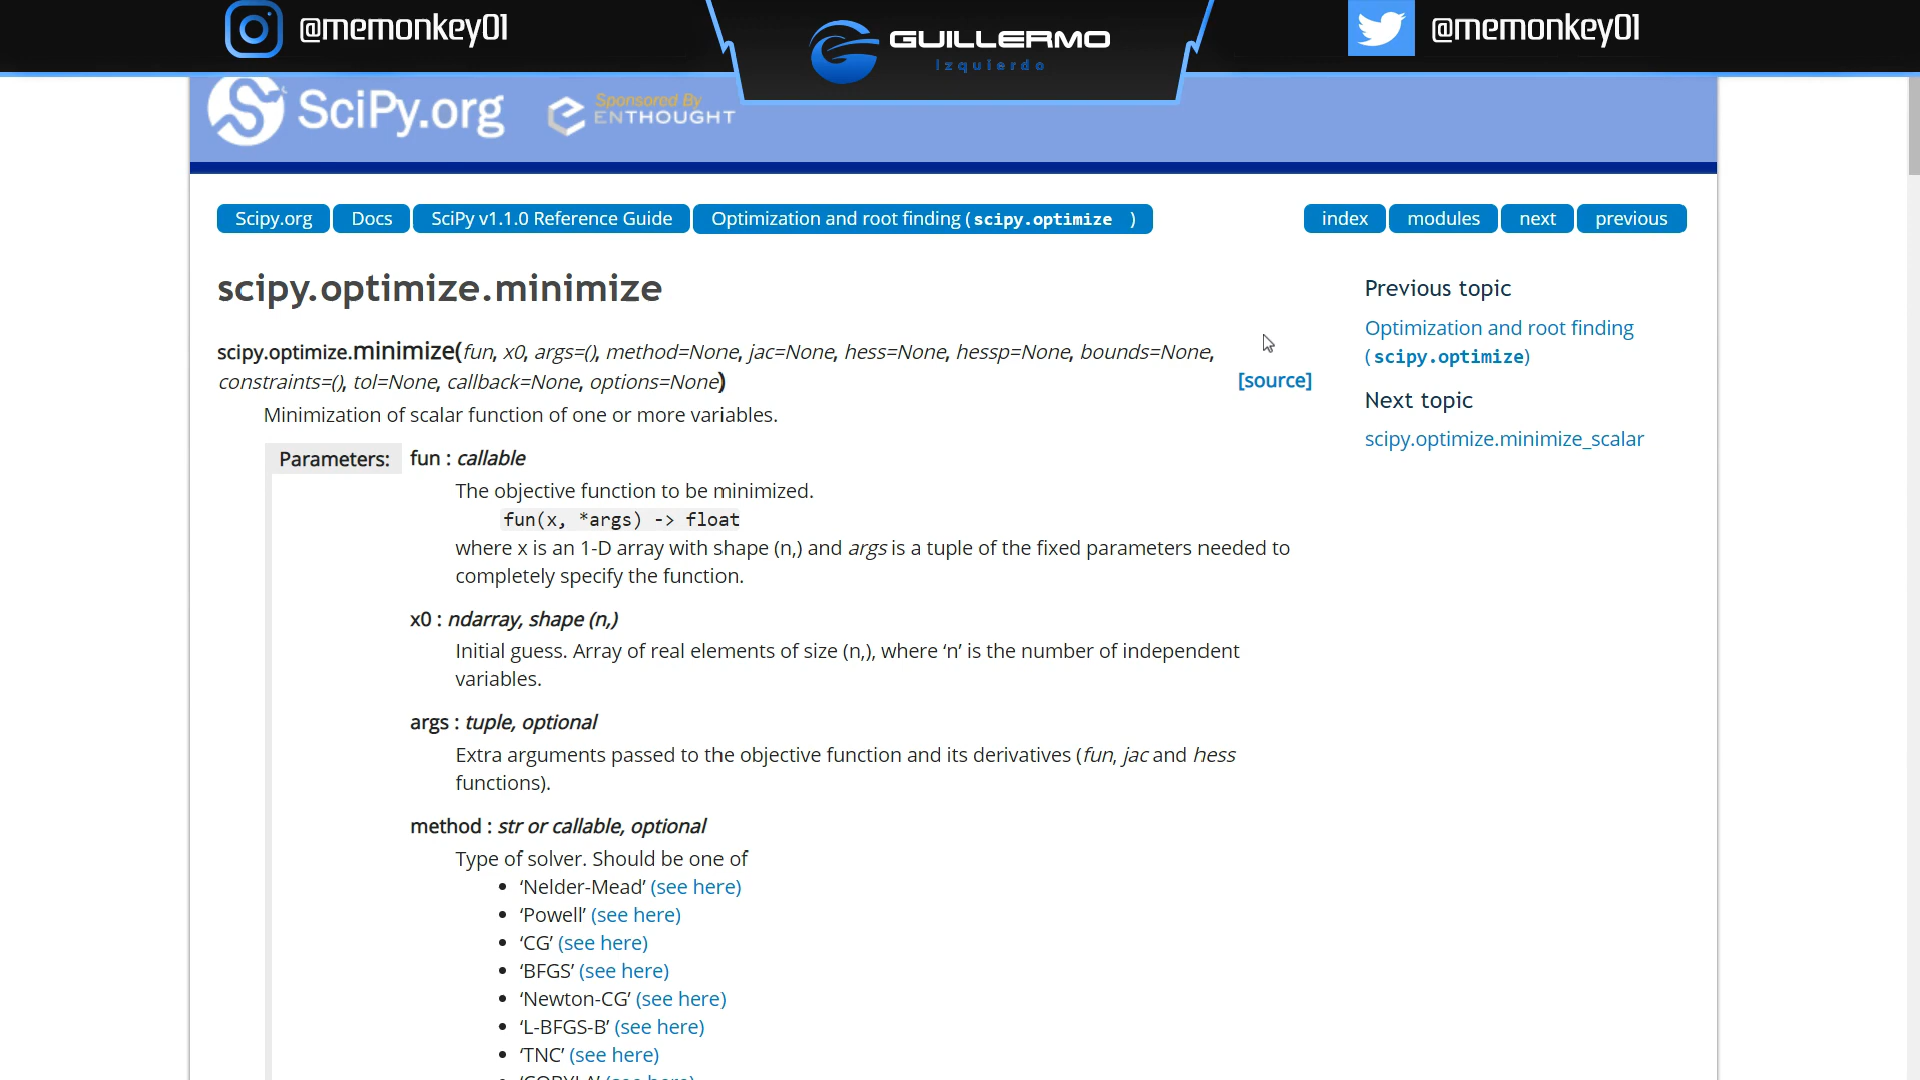 @memonkey01
GUILLERMO
Izquierdo
@memonkey01
SciPy.org
Sponsored By
ENTHOUGHT
Scipy.org
Docs
SciPy v1.1.0 Reference Guide
Optimization and root finding (scipy.optimize )
index
modules
next
previous
scipy.optimize.minimize
scipy.optimize.minimize(fun, x0, args=(), method=None, jac=None, hess=None, hessp=None, bounds=None,
constraints=(), tol=None, callback=None, options=None)
[source]
Minimization of scalar function of one or more variables.
Parameters:
fun : callable
The objective function to be minimized.
fun(x, *args) -> float
where x is an 1-D array with shape (n,) and args is a tuple of the fixed parameters needed to
completely specify the function.
x0 : ndarray, shape (n,)
Initial guess. Array of real elements of size (n,), where ‘n’ is the number of independent
variables.
args : tuple, optional
Extra arguments passed to the objective function and its derivatives (fun, jac and hess
functions).
method : str or callable, optional
Type of solver. Should be one of
• ‘Nelder-Mead’ (see here)
• ‘Powell’ (see here)
• ‘CG’ (see here)
• ‘BFGS’ (see here)
• ‘Newton-CG’ (see here)
• ‘L-BFGS-B’ (see here)
• ‘TNC’ (see here)
Previous topic
Optimization and root finding
(scipy.optimize)
Next topic
scipy.optimize.minimize_scalar